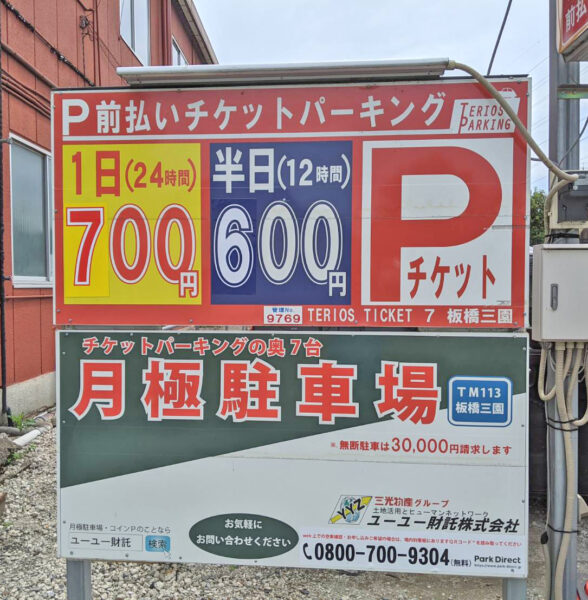 P 前払いチケットパーキング TERIOS PARKING
1日(24時間)
700円
半日(12時間)
600円
P
チケット
管理No.
9769
TERIOS TICKET 7 板橋三園
チケットパーキングの奥7台
月極駐車場
TM113
板橋三園
※ 無断駐車は30,000円請求します
三光物産グループ
土地活用とヒューマンネットワーク
YYZ ユーユー財託株式会社
月極駐車場・コインPのことなら
ユーユー財託 検索
お気軽に
お問い合わせください
0800-700-9304(無料)
Park Direct
前払